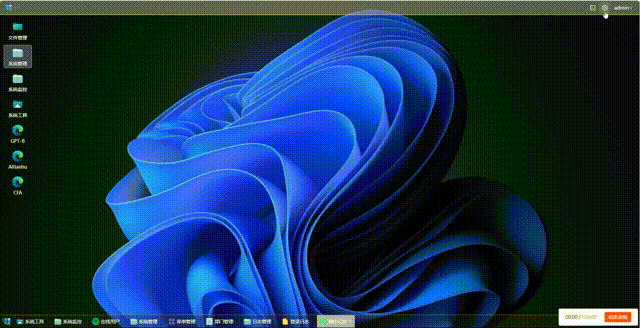 admin
文件管理
系统管理
系统监控
系统工具
GPT-B
Aitianhu
CFA
系统工具
系统监控
在线用户
系统管理
菜单管理
部门管理
日志管理
登录日志
00:00 /
结束录制